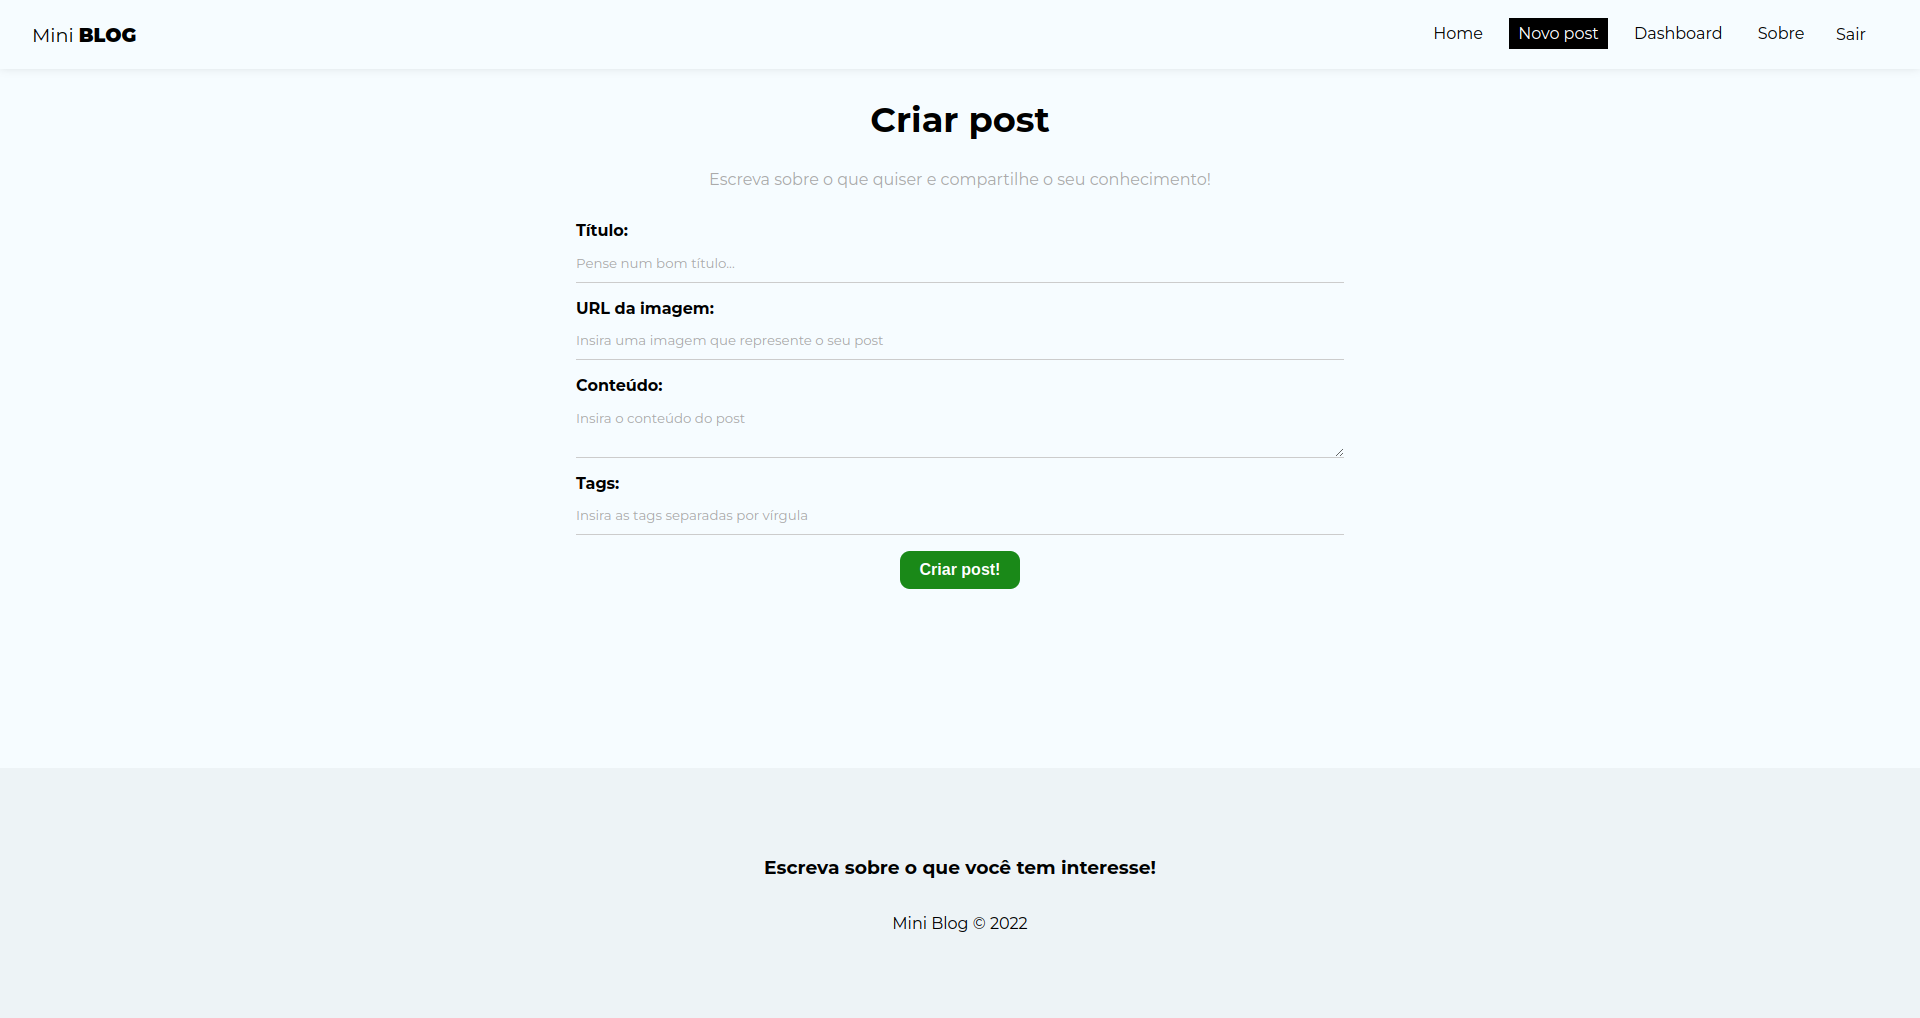 Mini BLOG
Home Novo post Dashboard Sobre Sair
Criar post
Escreva sobre o que quiser e compartilhe o seu conhecimento!
Título:
Pense num bom título...
URL da imagem:
Insira uma imagem que represente o seu post
Conteúdo:
Insira o conteúdo do post
Tags:
Insira as tags separadas por vírgula
Criar post!
Escreva sobre o que você tem interesse!
Mini Blog © 2022